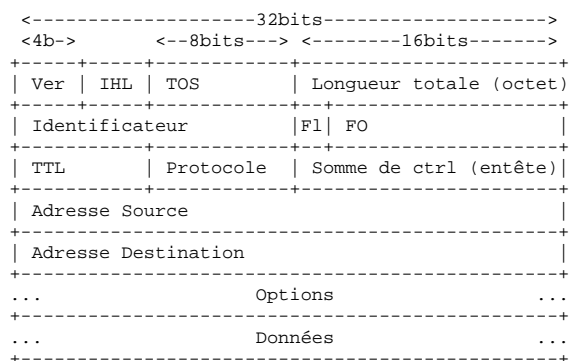 <---------------------32bits--------------------->
<4b-> <--8bits---> <--------16bits------->
| Ver | IHL | TOS | Longueur totale (octet)
| Identificateur |Fl| FO |
| TTL | Protocole | Somme de ctrl (entête)|
| Adresse Source |
| Adresse Destination |
... Options ...
... Données ...